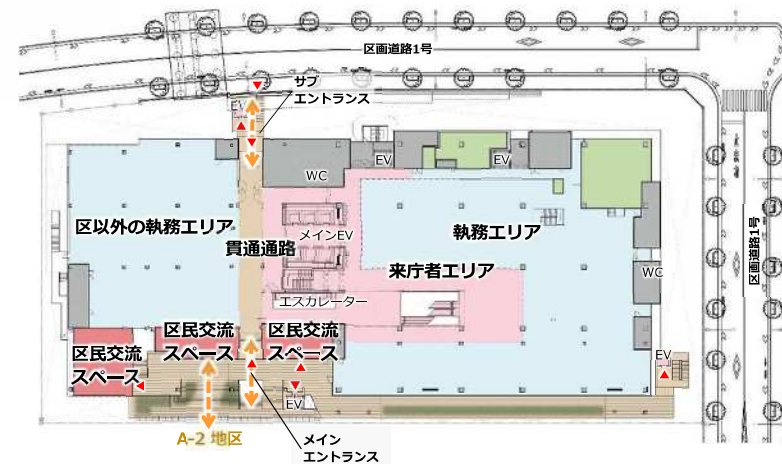 区画道路1号
サブ
エントランス
EV
EV
EV
WC
区以外の執務エリア
貫通通路
メインEV
執務エリア
来庁者エリア
区画道路1号
WC
エスカレーター
区民交流
スペース
区民交流
スペース
区民交流
スペース
EV
EV
A-2 地区
メイン
エントランス